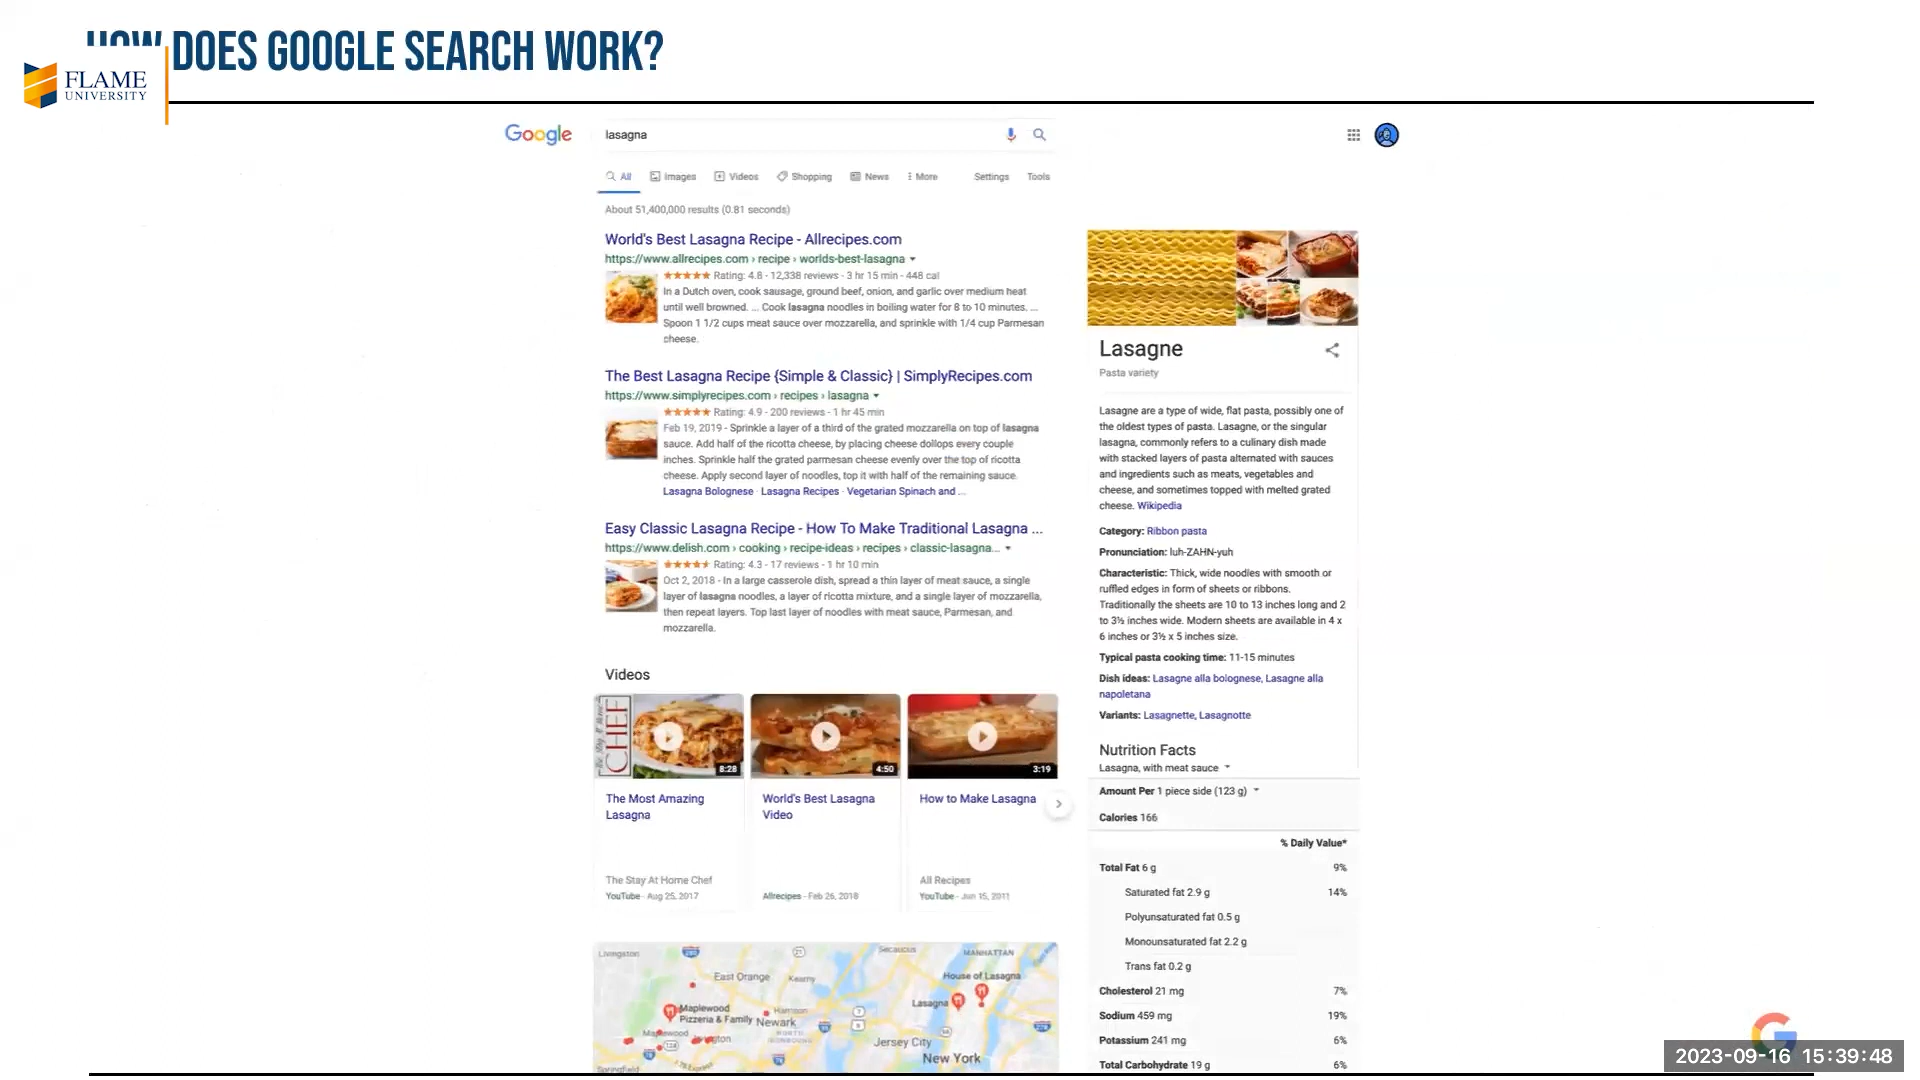 HOW DOES GOOGLE SEARCH WORK?
FLAME
UNIVERSITY
Google
lasagna
All Images Videos Shopping News More Settings Tools
About 51,400,000 results (0.81 seconds)
World's Best Lasagna Recipe - Allrecipes.com
https://www.allrecipes.com › recipe › worlds-best-lasagna
Rating: 4.8 - 12,338 reviews - 3 hr 15 min - 448 cal
In a Dutch oven, cook sausage, ground beef, onion, and garlic over medium heat
until well browned. ... Cook lasagna noodles in boiling water for 8 to 10 minutes. ...
Spoon 1 1/2 cups meat sauce over mozzarella, and sprinkle with 1/4 cup Parmesan
cheese.
The Best Lasagna Recipe {Simple & Classic} | SimplyRecipes.com
https://www.simplyrecipes.com › recipes › lasagna
Rating: 4.9 - 200 reviews - 1 hr 45 min
Feb 19, 2019 - Sprinkle a layer of a third of the grated mozzarella on top of lasagna
sauce. Add half of the ricotta cheese, by placing cheese dollops every couple
inches. Sprinkle half the grated parmesan cheese evenly over the top of ricotta
cheese. Apply second layer of noodles, top it with half of the remaining sauce.
Lasagna Bolognese · Lasagna Recipes · Vegetarian Spinach and ...
Easy Classic Lasagna Recipe - How To Make Traditional Lasagna ...
https://www.delish.com › cooking › recipe-ideas › recipes › classic-lasagna...
Rating: 4.3 - 17 reviews - 1 hr 10 min
Oct 2, 2018 - In a large casserole dish, spread a thin layer of meat sauce, a single
layer of lasagna noodles, a layer of ricotta mixture, and a single layer of mozzarella,
then repeat layers. Top last layer of noodles with meat sauce, Parmesan, and
mozzarella.
Videos
CHEF
8:28
4:50
3:19
The Most Amazing
Lasagna
The Stay At Home Chef
YouTube - Aug 25, 2017
World's Best Lasagna
Video
Allrecipes - Feb 26, 2018
How to Make Lasagna
All Recipes
YouTube - Jun 15, 2011
Livingston
Secaucus
MANHATTAN
East Orange
Kearny
House of Lasagna
Lasagna
Maplewood
Pizzeria & Family
Harrison
Newark
Maplewood
Irvington
Jersey City
New York
Springfield
Lasagne
Pasta variety
Lasagne are a type of wide, flat pasta, possibly one of
the oldest types of pasta. Lasagne, or the singular
lasagna, commonly refers to a culinary dish made
with stacked layers of pasta alternated with sauces
and ingredients such as meats, vegetables and
cheese, and sometimes topped with melted grated
cheese. Wikipedia
Category: Ribbon pasta
Pronunciation: luh-ZAHN-yuh
Characteristic: Thick, wide noodles with smooth or
ruffled edges in form of sheets or ribbons.
Traditionally the sheets are 10 to 13 inches long and 2
to 3½ inches wide. Modern sheets are available in 4 x
6 inches or 3½ x 5 inches size.
Typical pasta cooking time: 11-15 minutes
Dish ideas: Lasagne alla bolognese, Lasagne alla
napoletana
Variants: Lasagnette, Lasagnotte
Nutrition Facts
Lasagna, with meat sauce
Amount Per 1 piece side (123 g)
Calories 166
% Daily Value*
Total Fat 6 g 9%
Saturated fat 2.9 g 14%
Polyunsaturated fat 0.5 g
Monounsaturated fat 2.2 g
Trans fat 0.2 g
Cholesterol 21 mg 7%
Sodium 459 mg 19%
Potassium 241 mg 6%
Total Carbohydrate 19 g 6%
2023-09-16 15:39:48